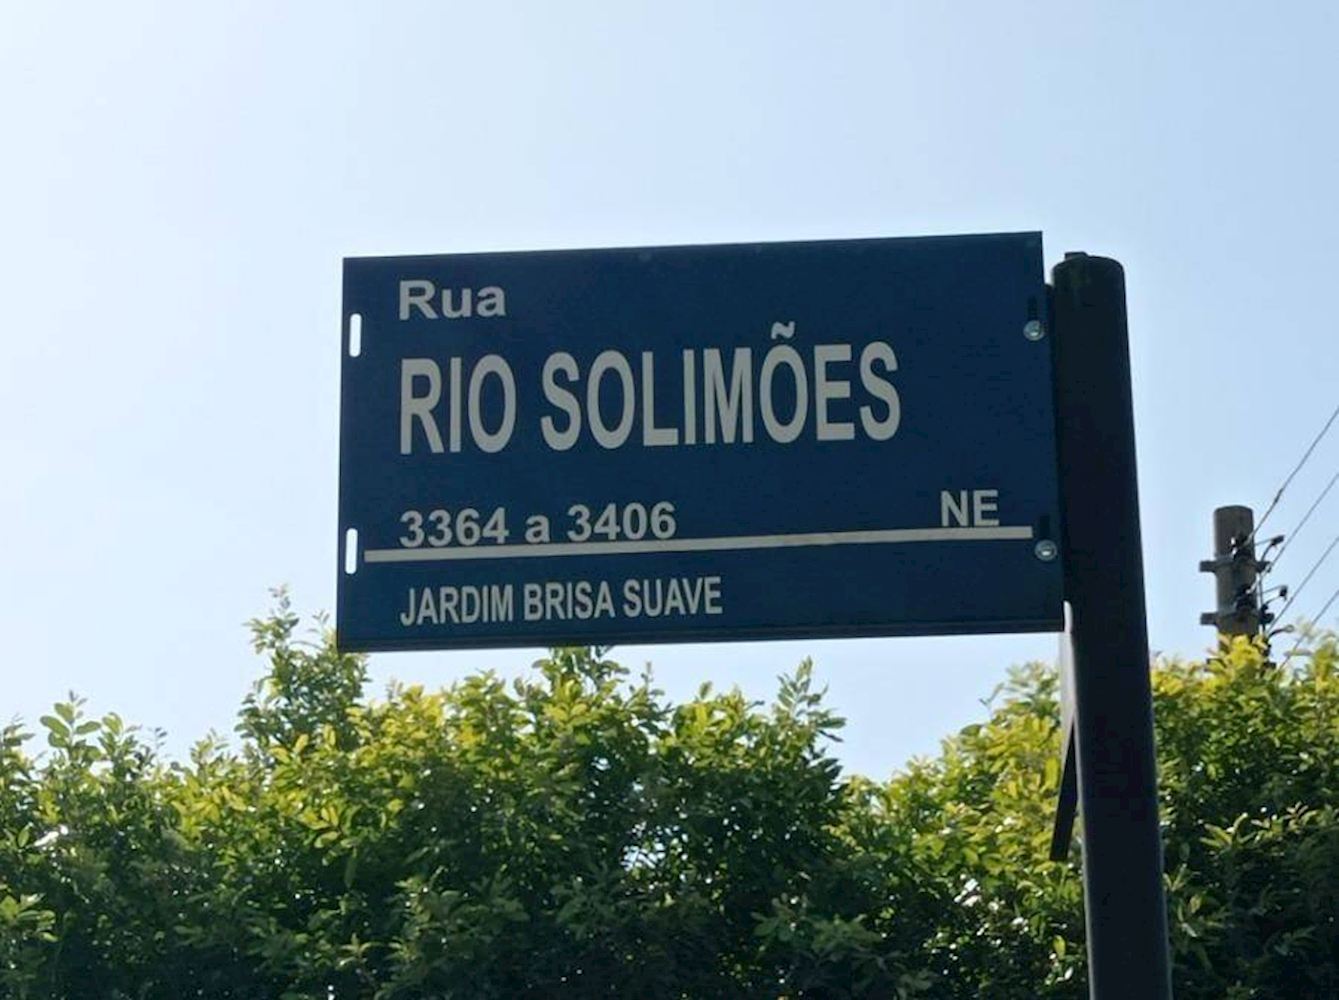 Rua
RIO SOLIMÕES
3364 a 3406 NE
JARDIM BRISA SUAVE